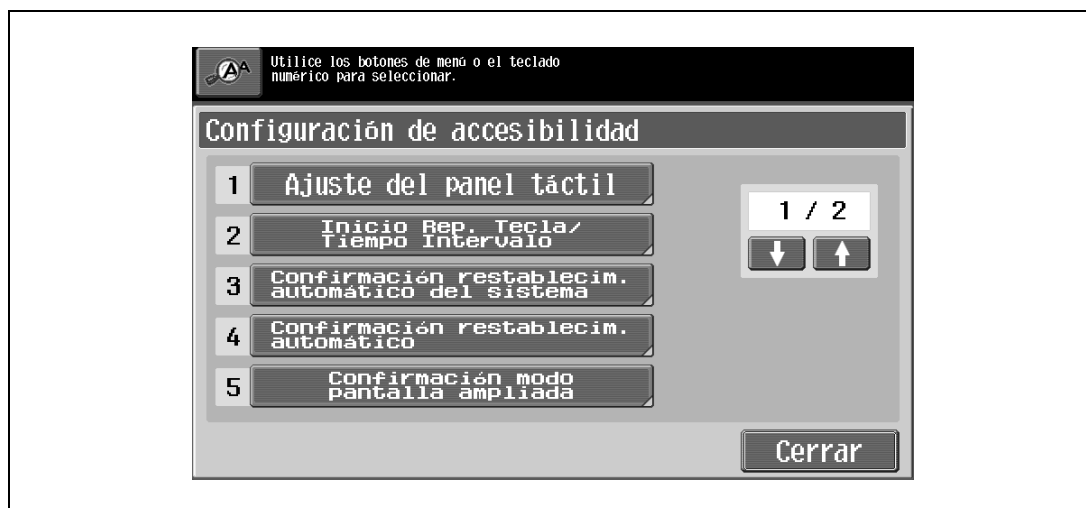 Utilice los botones de menú o el teclado
numérico para seleccionar.
Configuración de accesibilidad
1 Ajuste del panel táctil
2 Inicio Rep. Tecla/
Tiempo Intervalo
3 Confirmación restablecim.
automático del sistema
4 Confirmación restablecim.
automático
5 Confirmación modo
pantalla ampliada
1 / 2
Cerrar